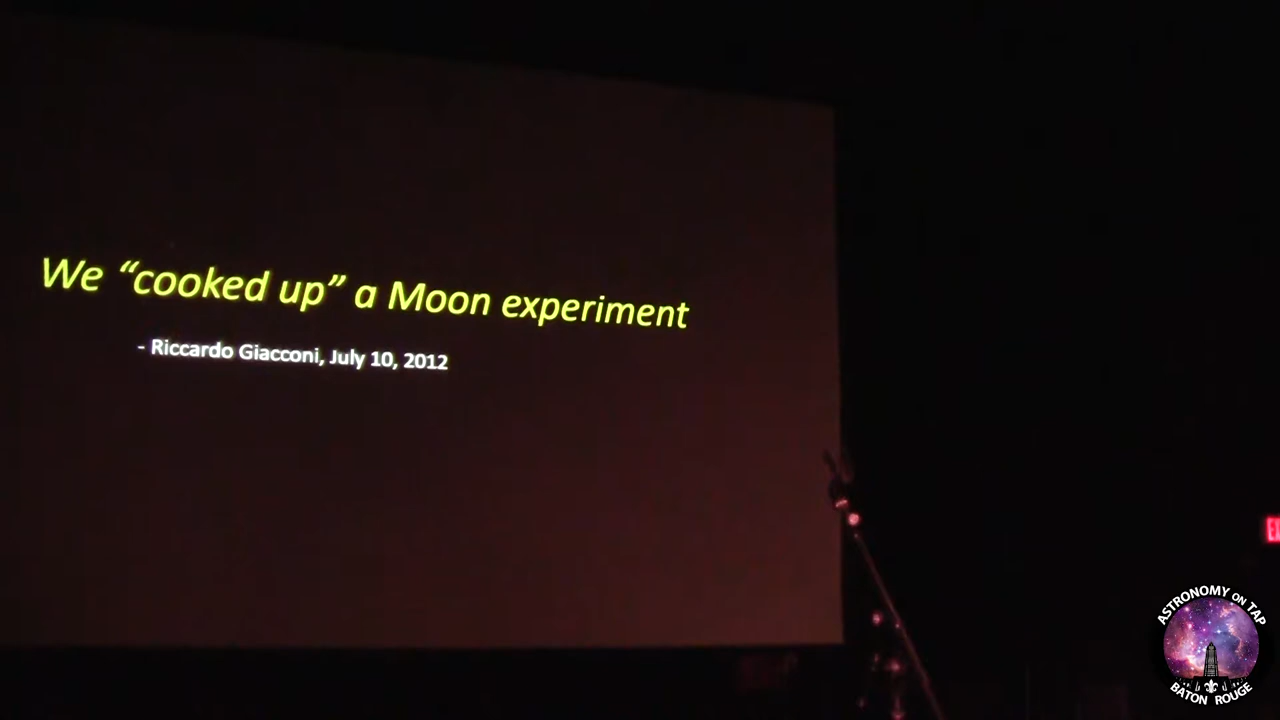 We “cooked up” a Moon experiment
- Riccardo Giacconi, July 10, 2012
ASTRONOMY ON TAP
BATON ROUGE